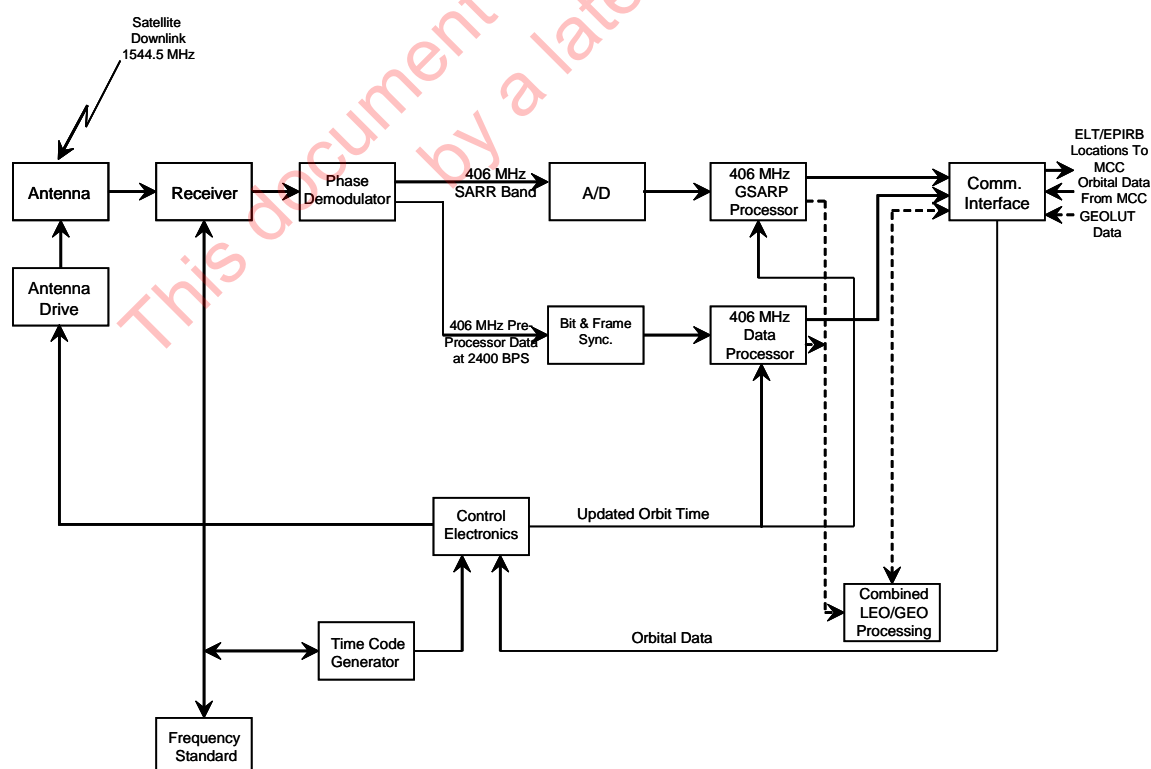 Satellite
Downlink
1544.5 MHz
This document
by a late
Antenna
Receiver
Phase
Demodulator
406 MHz
SARR Band
A/D
406 MHz
GSARP
Processor
Comm.
Interface
ELT/EPIRB
Locations To
MCC
Orbital Data
From MCC
GEOLUT
Data
Antenna
Drive
406 MHz Pre-
Processor Data
at 2400 BPS
Bit & Frame
Sync.
406 MHz
Data
Processor
Control
Electronics
Updated Orbit Time
Combined
LEO/GEO
Processing
Time Code
Generator
Orbital Data
Frequency
Standard